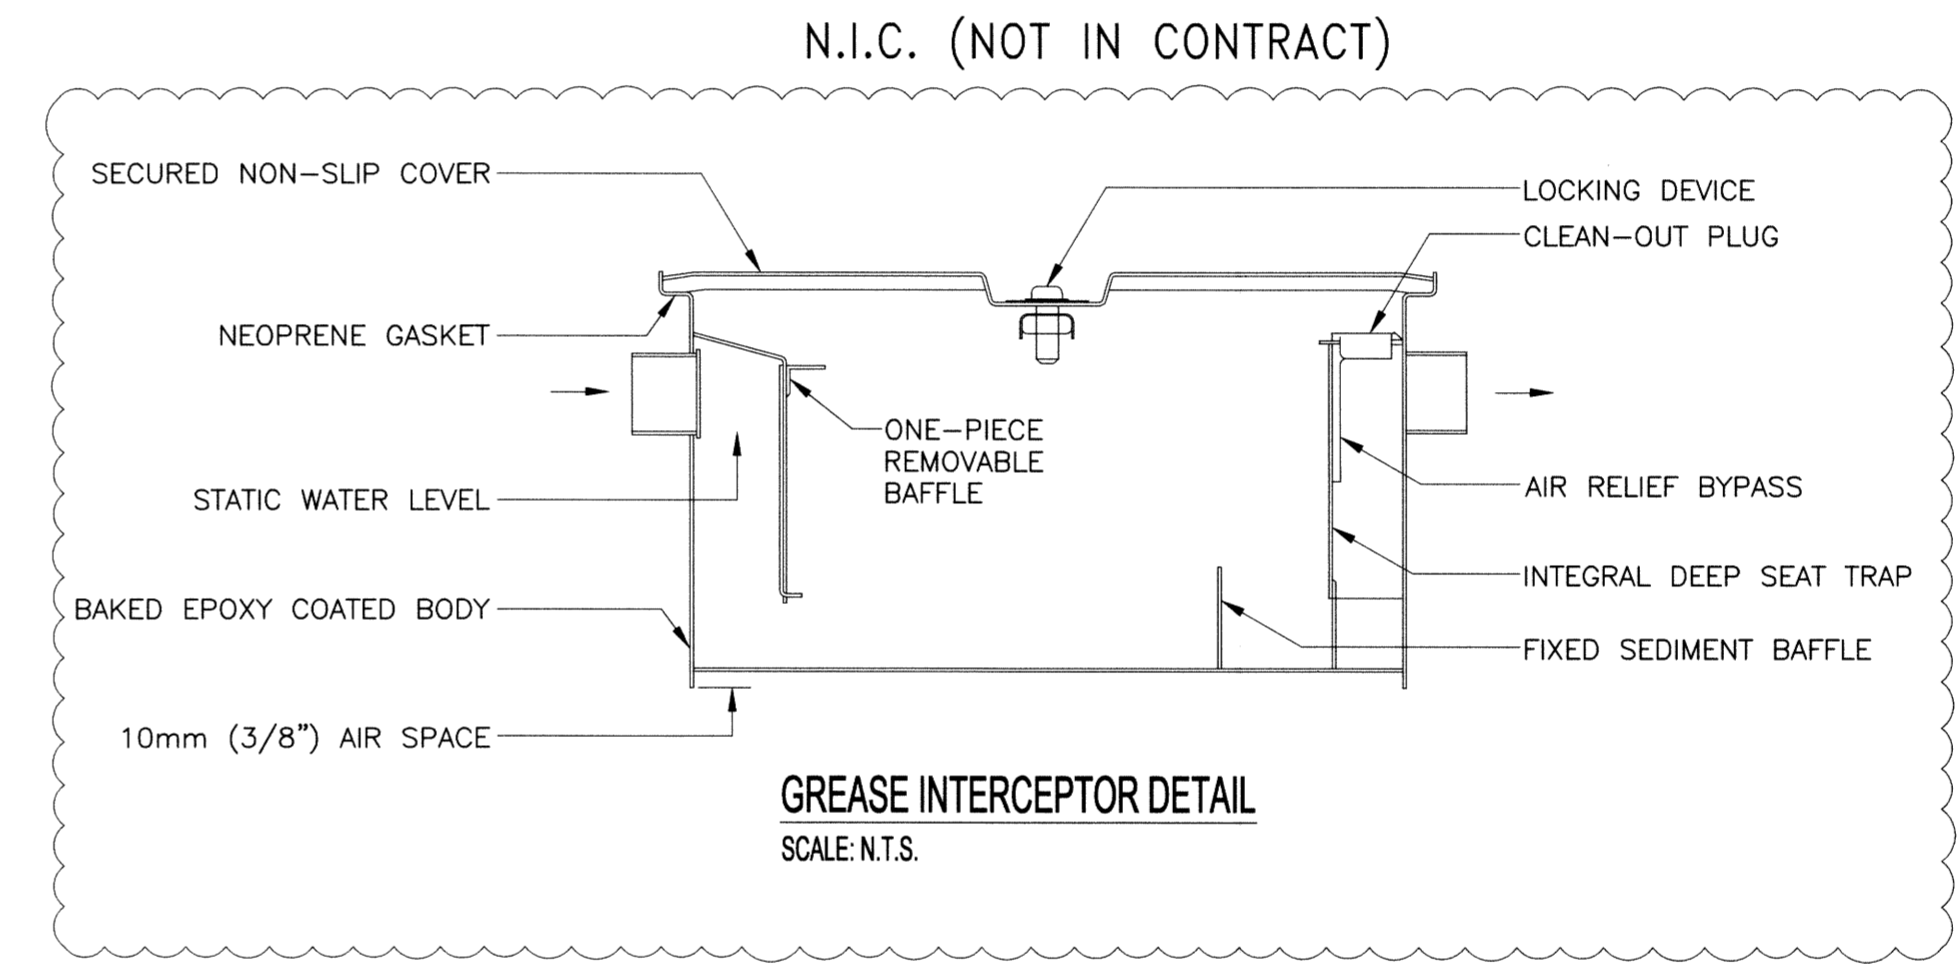 N.I.C. (NOT IN CONTRACT)
SECURED NON-SLIP COVER
LOCKING DEVICE
CLEAN-OUT PLUG
NEOPRENE GASKET
ONE-PIECE
REMOVABLE
BAFFLE
STATIC WATER LEVEL
AIR RELIEF BYPASS
INTEGRAL DEEP SEAT TRAP
BAKED EPOXY COATED BODY
FIXED SEDIMENT BAFFLE
10mm (3/8") AIR SPACE
GREASE INTERCEPTOR DETAIL
SCALE: N.T.S.